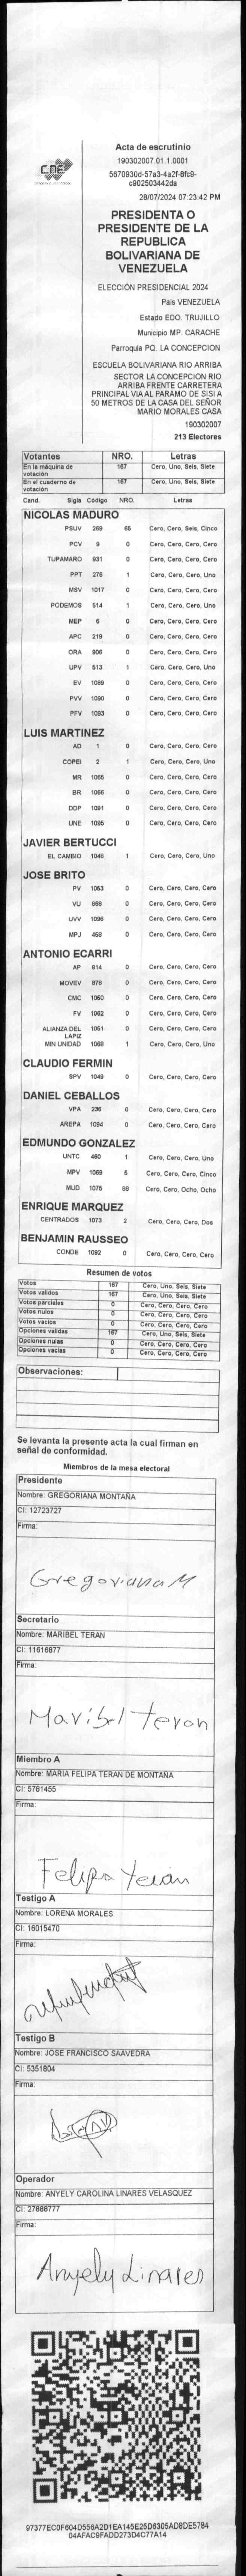 CNE
Acta de escrutinio
190302007.01.1.0001
5670930d-57a3-4a2f-8fc9-
c902503442da
28/07/2024 07:23:42 PM
PRESIDENTA O
PRESIDENTE DE LA
REPUBLICA
BOLIVARIANA DE
VENEZUELA
ELECCIÓN PRESIDENCIAL 2024
País VENEZUELA
Estado EDO. TRUJILLO
Municipio MP. CARACHE
Parroquia PQ. LA CONCEPCION
ESCUELA BOLIVARIANA RIO ARRIBA
SECTOR LA CONCEPCION RIO
ARRIBA FRENTE CARRETERA
PRINCIPAL VIA AL PARAMO DE SISI A
50 METROS DE LA CASA DEL SEÑOR
MARIO MORALES CASA
190302007
213 Electores
Votantes NRO. Letras
En la máquina de votación 167 Cero, Uno, Seis, Siete
En el cuaderno de votación 167 Cero, Uno, Seis, Siete
Cand. Sigla Código NRO. Letras
NICOLAS MADURO
PSUV 269 65 Cero, Cero, Seis, Cinco
PCV 9 0 Cero, Cero, Cero, Cero
TUPAMARO 931 0 Cero, Cero, Cero, Cero
PPT 276 1 Cero, Cero, Cero, Uno
MSV 1017 0 Cero, Cero, Cero, Cero
PODEMOS 514 1 Cero, Cero, Cero, Uno
MEP 6 0 Cero, Cero, Cero, Cero
APC 219 0 Cero, Cero, Cero, Cero
ORA 906 0 Cero, Cero, Cero, Cero
UPV 513 1 Cero, Cero, Cero, Uno
EV 1089 0 Cero, Cero, Cero, Cero
PVV 1090 0 Cero, Cero, Cero, Cero
PFV 1093 0 Cero, Cero, Cero, Cero
LUIS MARTINEZ
AD 1 0 Cero, Cero, Cero, Cero
COPEI 2 1 Cero, Cero, Cero, Uno
MR 1065 0 Cero, Cero, Cero, Cero
BR 1066 0 Cero, Cero, Cero, Cero
DDP 1091 0 Cero, Cero, Cero, Cero
UNE 1095 0 Cero, Cero, Cero, Cero
JAVIER BERTUCCI
EL CAMBIO 1048 1 Cero, Cero, Cero, Uno
JOSE BRITO
PV 1053 0 Cero, Cero, Cero, Cero
VU 868 0 Cero, Cero, Cero, Cero
UVV 1096 0 Cero, Cero, Cero, Cero
MPJ 458 0 Cero, Cero, Cero, Cero
ANTONIO ECARRI
AP 814 0 Cero, Cero, Cero, Cero
MOVEV 878 0 Cero, Cero, Cero, Cero
CMC 1050 0 Cero, Cero, Cero, Cero
FV 1082 0 Cero, Cero, Cero, Cero
ALIANZA DEL LAPIZ 1051 0 Cero, Cero, Cero, Cero
MIN UNIDAD 1068 1 Cero, Cero, Cero, Uno
CLAUDIO FERMIN
SPV 1049 0 Cero, Cero, Cero, Cero
DANIEL CEBALLOS
VPA 236 0 Cero, Cero, Cero, Cero
AREPA 1094 0 Cero, Cero, Cero, Cero
EDMUNDO GONZALEZ
UNTC 460 1 Cero, Cero, Cero, Uno
MPV 1069 5 Cero, Cero, Cero, Cinco
MUD 1075 88 Cero, Cero, Ocho, Ocho
ENRIQUE MARQUEZ
CENTRADOS 1073 2 Cero, Cero, Cero, Dos
BENJAMIN RAUSSEO
CONDE 1092 0 Cero, Cero, Cero, Cero
Resumen de votos
Votos 167 Cero, Uno, Seis, Siete
Votos validos 167 Cero, Uno, Seis, Siete
Votos parciales 0 Cero, Cero, Cero, Cero
Votos nulos 0 Cero, Cero, Cero, Cero
Votos vacios 0 Cero, Cero, Cero, Cero
Opciones validas 167 Cero, Uno, Seis, Siete
Opciones nulas 0 Cero, Cero, Cero, Cero
Opciones vacias 0 Cero, Cero, Cero, Cero
Observaciones:
Se levanta la presente acta la cual firman en
señal de conformidad.
Miembros de la mesa electoral
Presidente
Nombre: GREGORIANA MONTAÑA
CI: 12723727
Firma:
Gregoriana M
Secretario
Nombre: MARIBEL TERAN
CI: 11616877
Firma:
Maribel teron
Miembro A
Nombre: MARIA FELIPA TERAN DE MONTAÑA
CI: 5781455
Firma:
Felipa Terán
Testigo A
Nombre: LORENA MORALES
CI: 16015470
Firma:
Testigo B
Nombre: JOSE FRANCISCO SAAVEDRA
CI: 5351804
Firma:
Operador
Nombre: ANYELY CAROLINA LINARES VELASQUEZ
CI: 27888777
Firma:
Anyely Linares
97377EC0F604D556A2D1EA145E25D6305AD8DE5784
04AFAC9FADD273D4C77A14